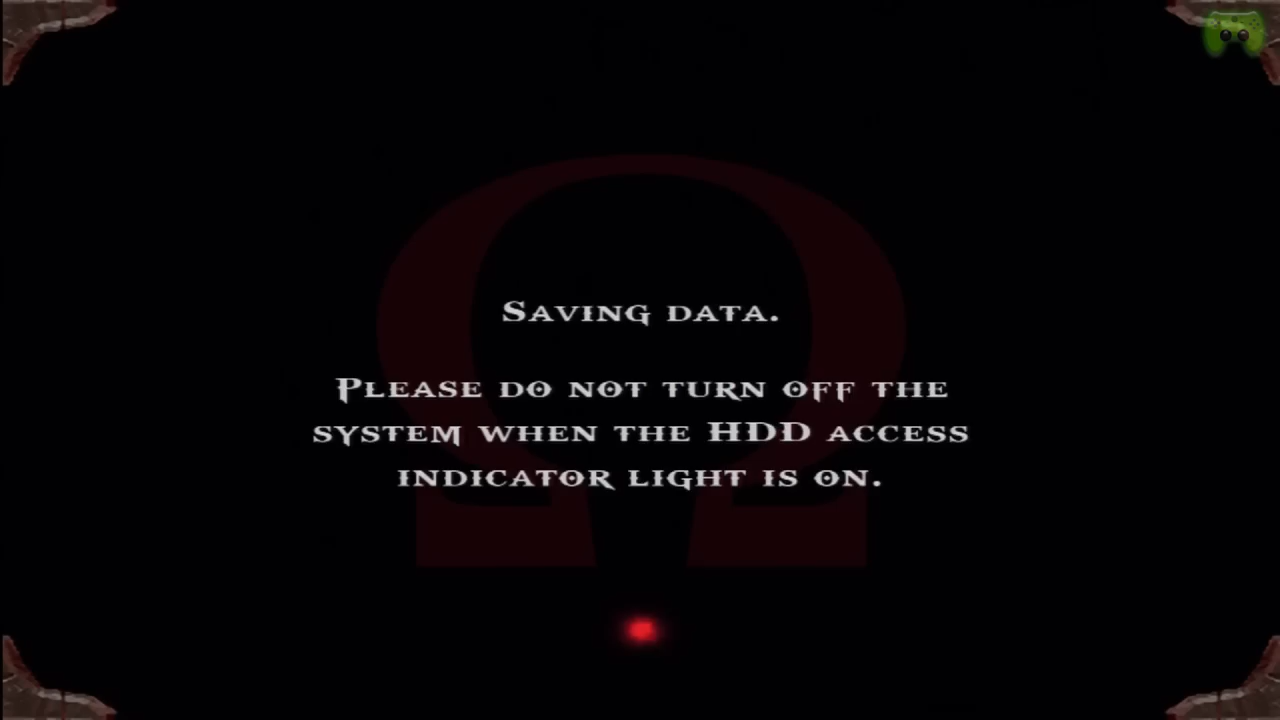 Saving data.
Please do not turn off the
system when the HDD access
indicator light is on.